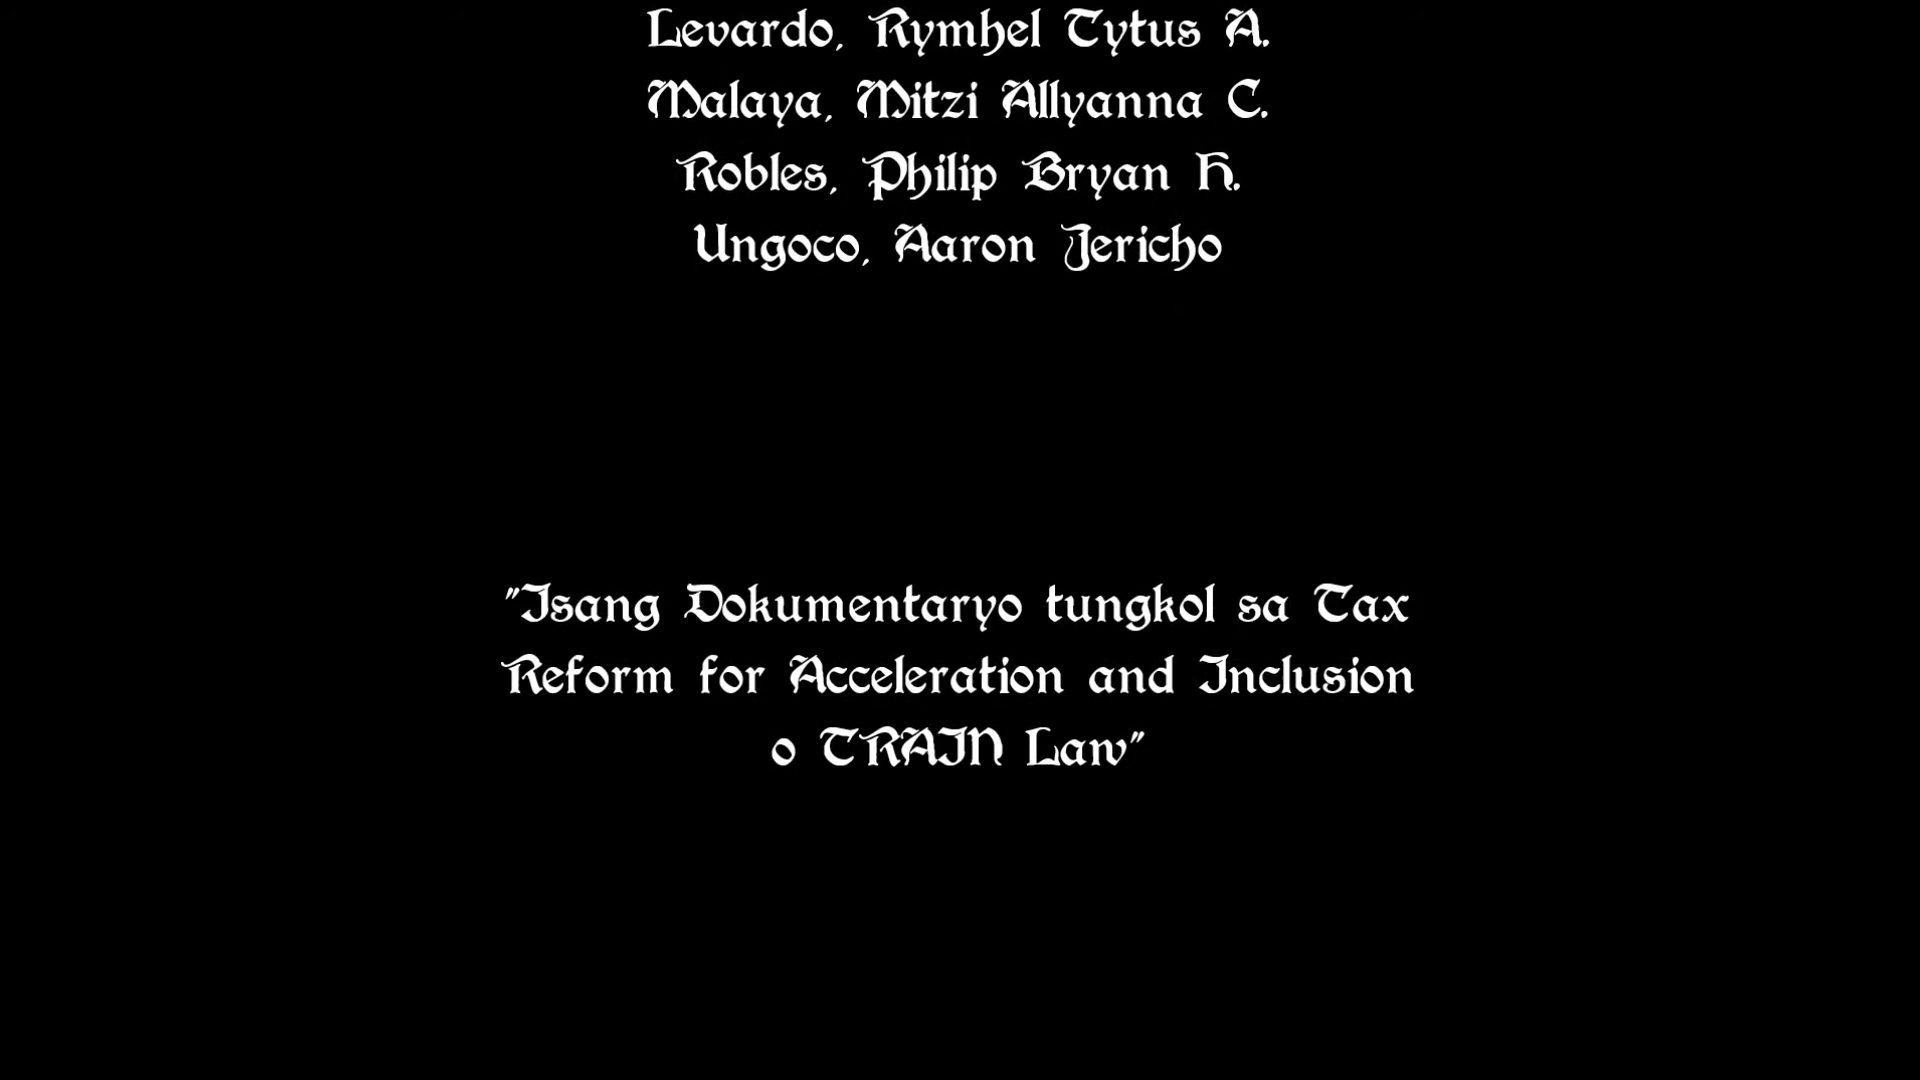 Levardo, Rymhel Tytus A.
Malaya, Mitzi Allyanna C.
Robles, Philip Bryan H.
Ungoco, Aaron Jericho
"Isang Dokumentaryo tungkol sa Tax
Reform for Acceleration and Inclusion
o TRAIN Law"